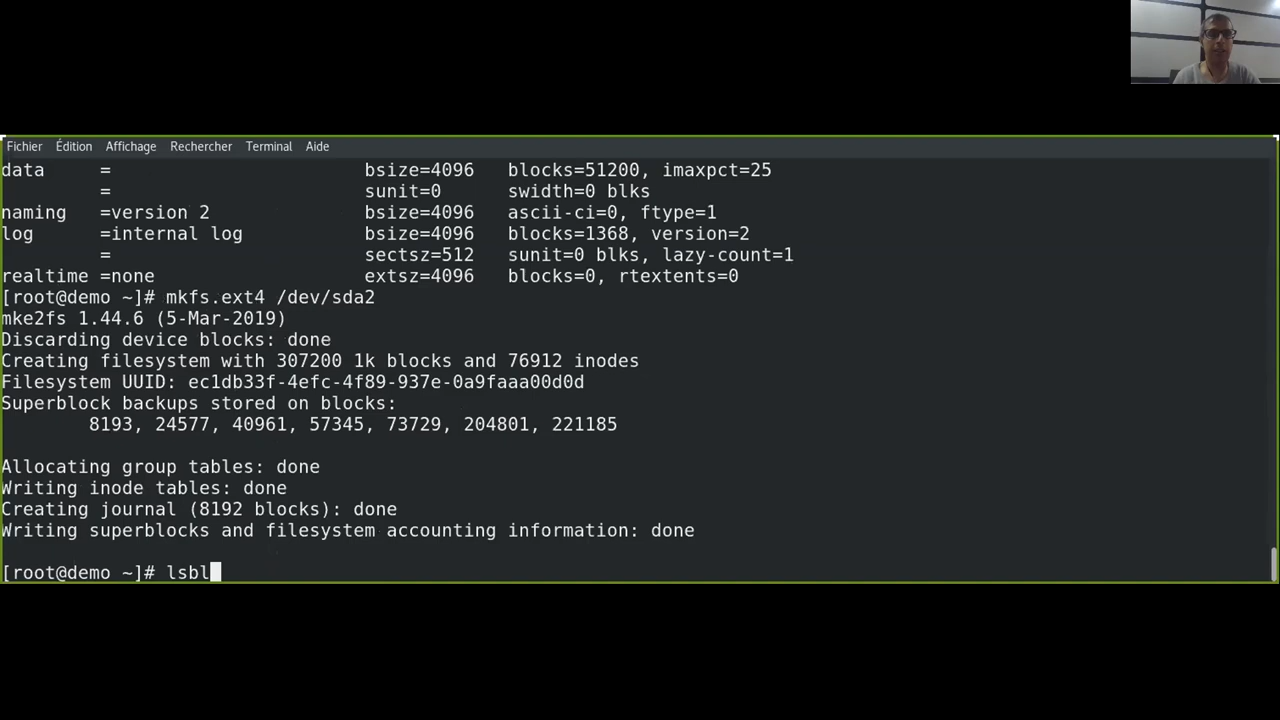 Fichier Édition Affichage Rechercher Terminal Aide
data = bsize=4096 blocks=51200, imaxpct=25
= sunit=0 swidth=0 blks
naming =version 2 bsize=4096 ascii-ci=0, ftype=1
log =internal log bsize=4096 blocks=1368, version=2
= sectsz=512 sunit=0 blks, lazy-count=1
realtime =none extsz=4096 blocks=0, rtextents=0
[root@demo ~]# mkfs.ext4 /dev/sda2
mke2fs 1.44.6 (5-Mar-2019)
Discarding device blocks: done
Creating filesystem with 307200 1k blocks and 76912 inodes
Filesystem UUID: ec1db33f-4efc-4f89-937e-0a9faaa00d0d
Superblock backups stored on blocks:
8193, 24577, 40961, 57345, 73729, 204801, 221185
Allocating group tables: done
Writing inode tables: done
Creating journal (8192 blocks): done
Writing superblocks and filesystem accounting information: done
[root@demo ~]# lsbl